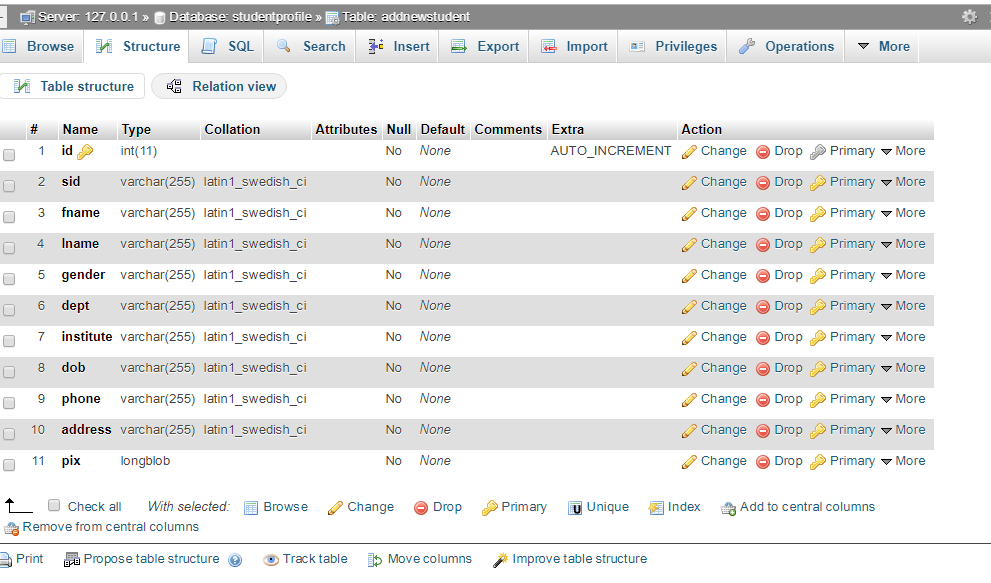 Server: 127.0.0.1 » Database: studentprofile » Table: addnewstudent
Browse Structure SQL Search Insert Export Import Privileges Operations More
Table structure Relation view
# Name Type Collation Attributes Null Default Comments Extra Action
1 id int(11) No None AUTO_INCREMENT Change Drop Primary More
2 sid varchar(255) latin1_swedish_ci No None Change Drop Primary More
3 fname varchar(255) latin1_swedish_ci No None Change Drop Primary More
4 lname varchar(255) latin1_swedish_ci No None Change Drop Primary More
5 gender varchar(255) latin1_swedish_ci No None Change Drop Primary More
6 dept varchar(255) latin1_swedish_ci No None Change Drop Primary More
7 institute varchar(255) latin1_swedish_ci No None Change Drop Primary More
8 dob varchar(255) latin1_swedish_ci No None Change Drop Primary More
9 phone varchar(255) latin1_swedish_ci No None Change Drop Primary More
10 address varchar(255) latin1_swedish_ci No None Change Drop Primary More
11 pix longblob No None Change Drop Primary More
Check all With selected: Browse Change Drop Primary Unique Index Add to central columns
Remove from central columns
Print Propose table structure Track table Move columns Improve table structure